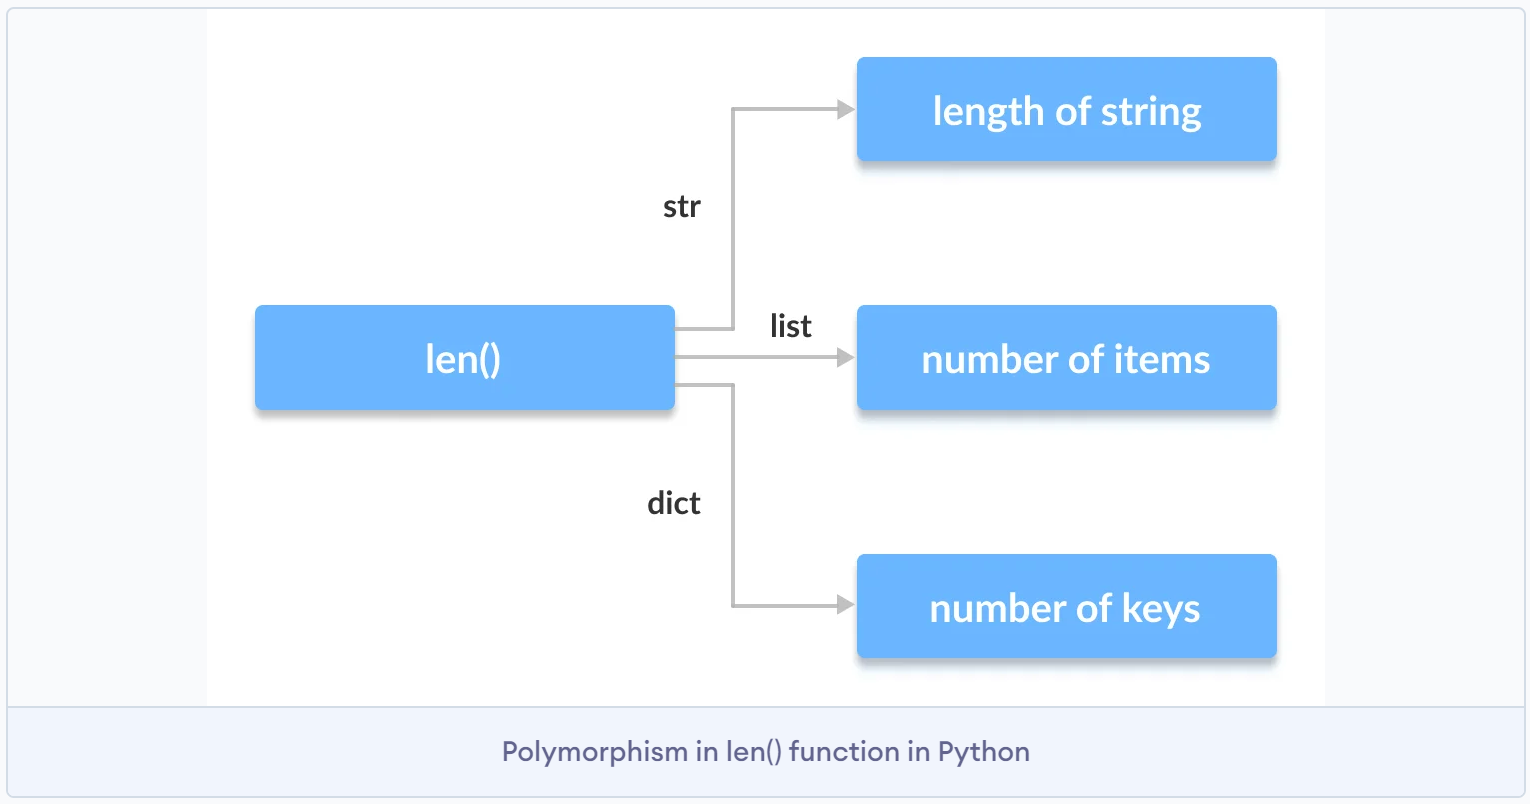 length of string
str
list
len()
number of items
dict
number of keys
Polymorphism in len() function in Python